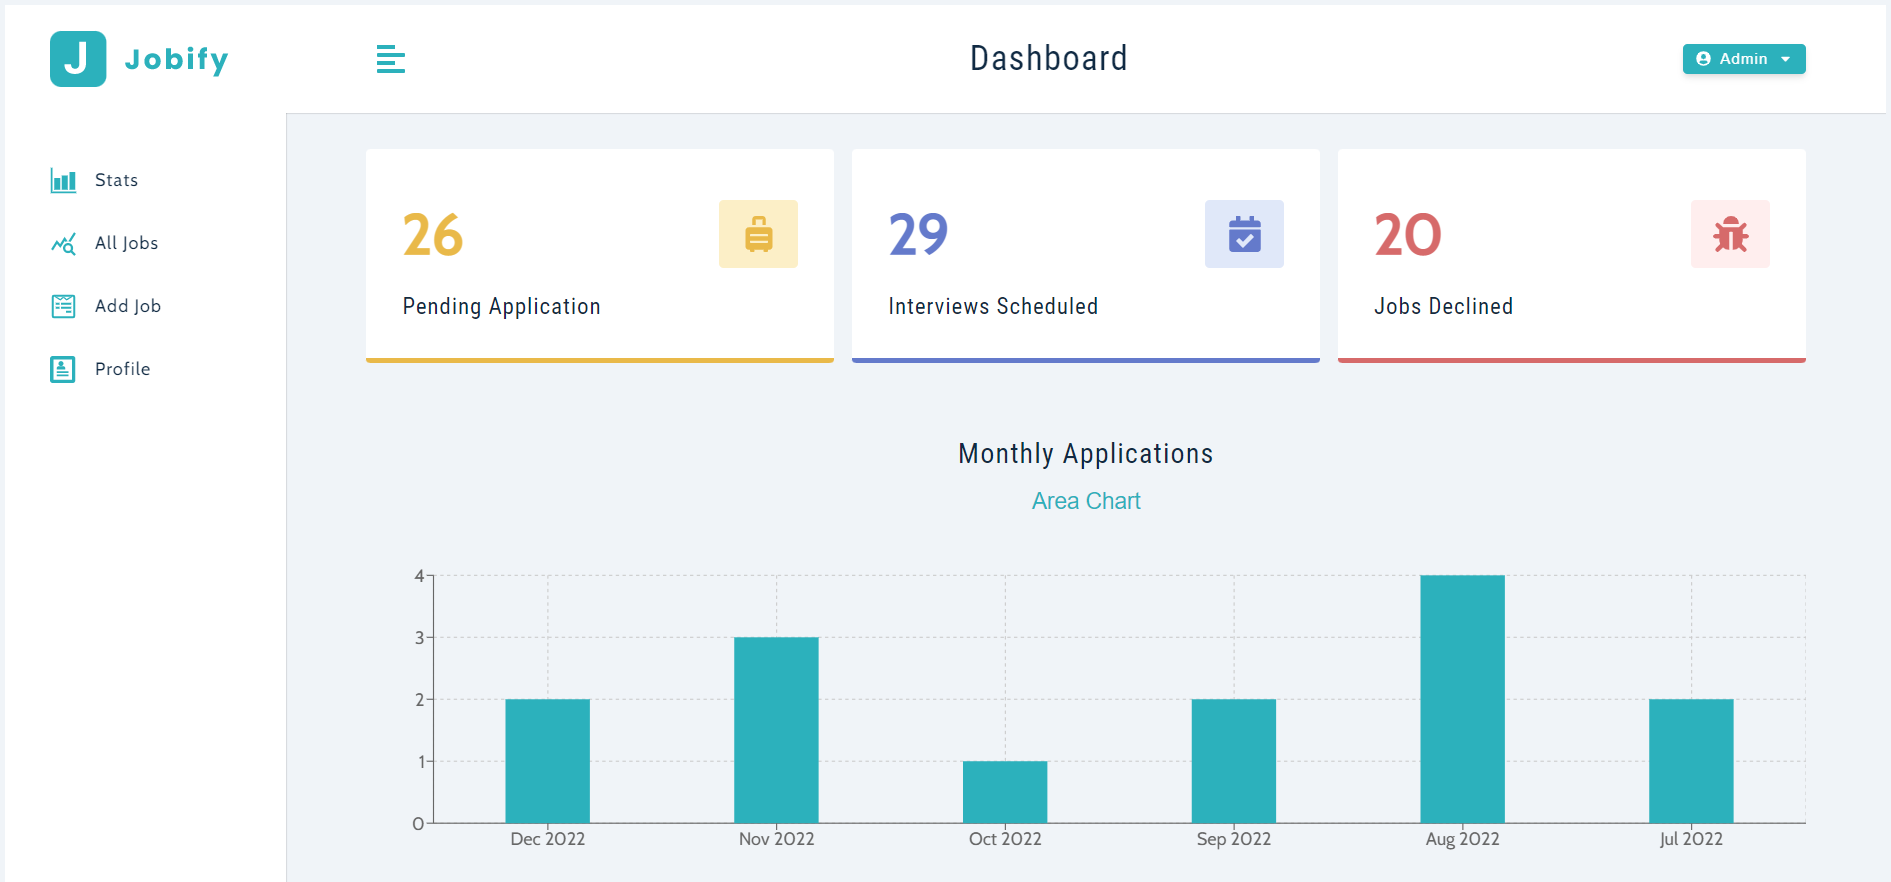 J Jobify
Dashboard
Admin
Stats
All Jobs
Add Job
Profile
26
Pending Application
29
Interviews Scheduled
20
Jobs Declined
Monthly Applications
Area Chart
4
3
2
1
0
Dec 2022 Nov 2022 Oct 2022 Sep 2022 Aug 2022 Jul 2022